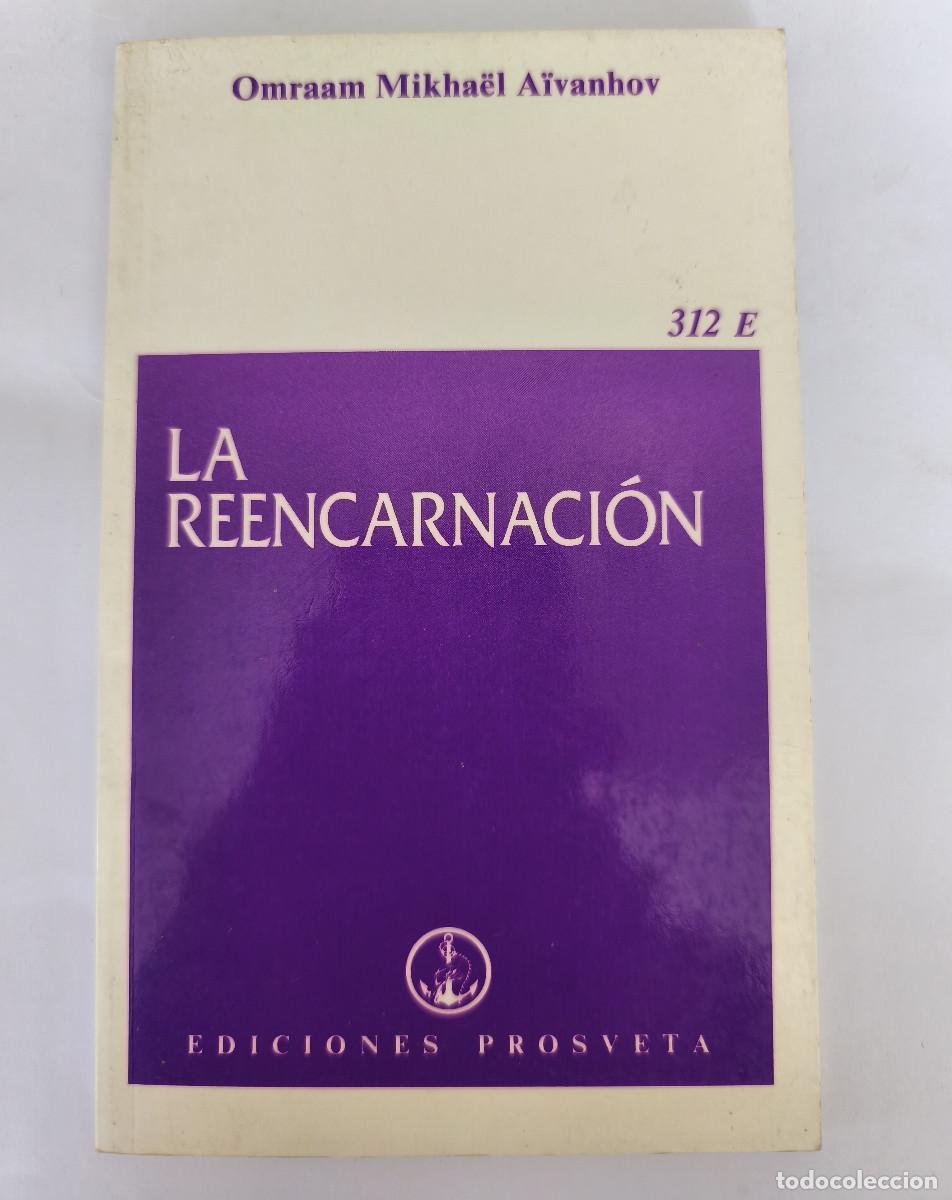 Omraam Mikhaël Aïvanhov
312 E
LA
REENCARNACIÓN
EDICIONES PROSVETA
todocoleccion